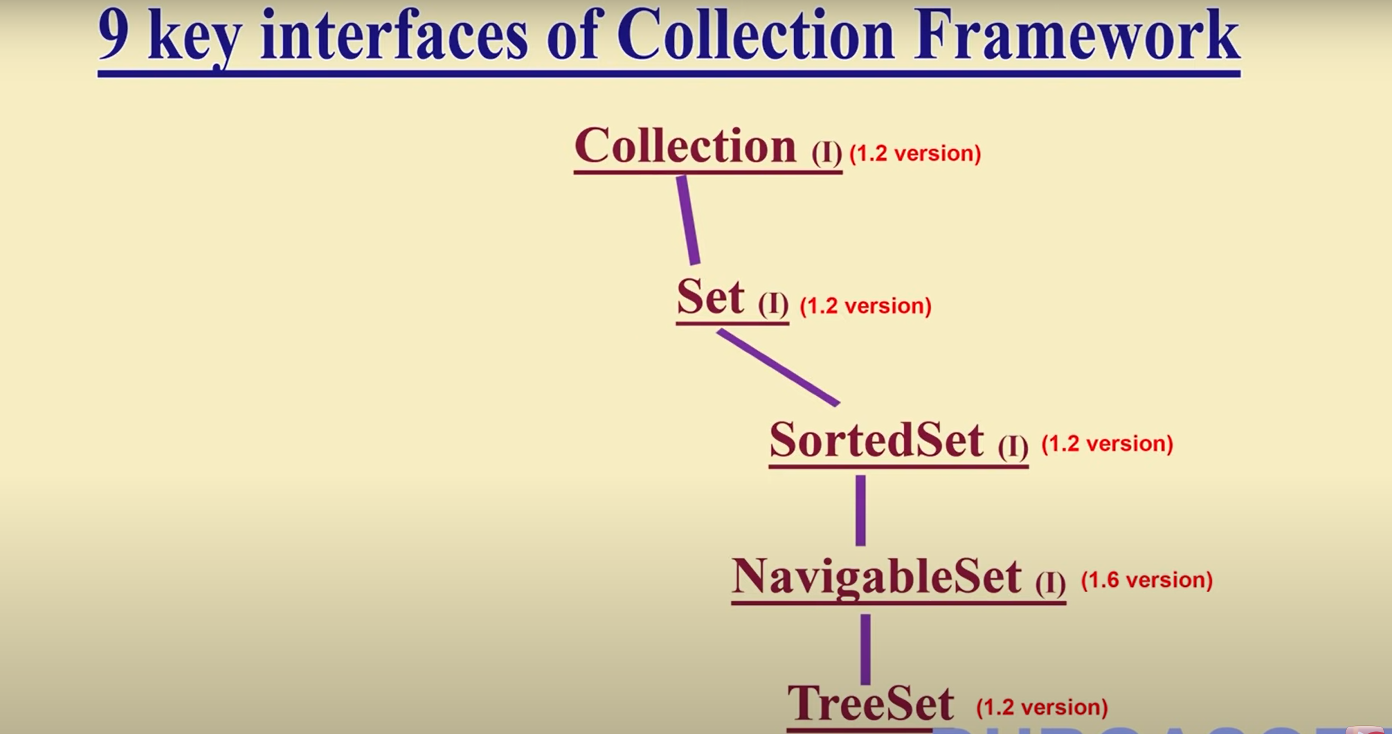 9 key interfaces of Collection Framework
Collection (I) (1.2 version)
Set (I) (1.2 version)
SortedSet (I) (1.2 version)
NavigableSet (I) (1.6 version)
TreeSet (1.2 version)